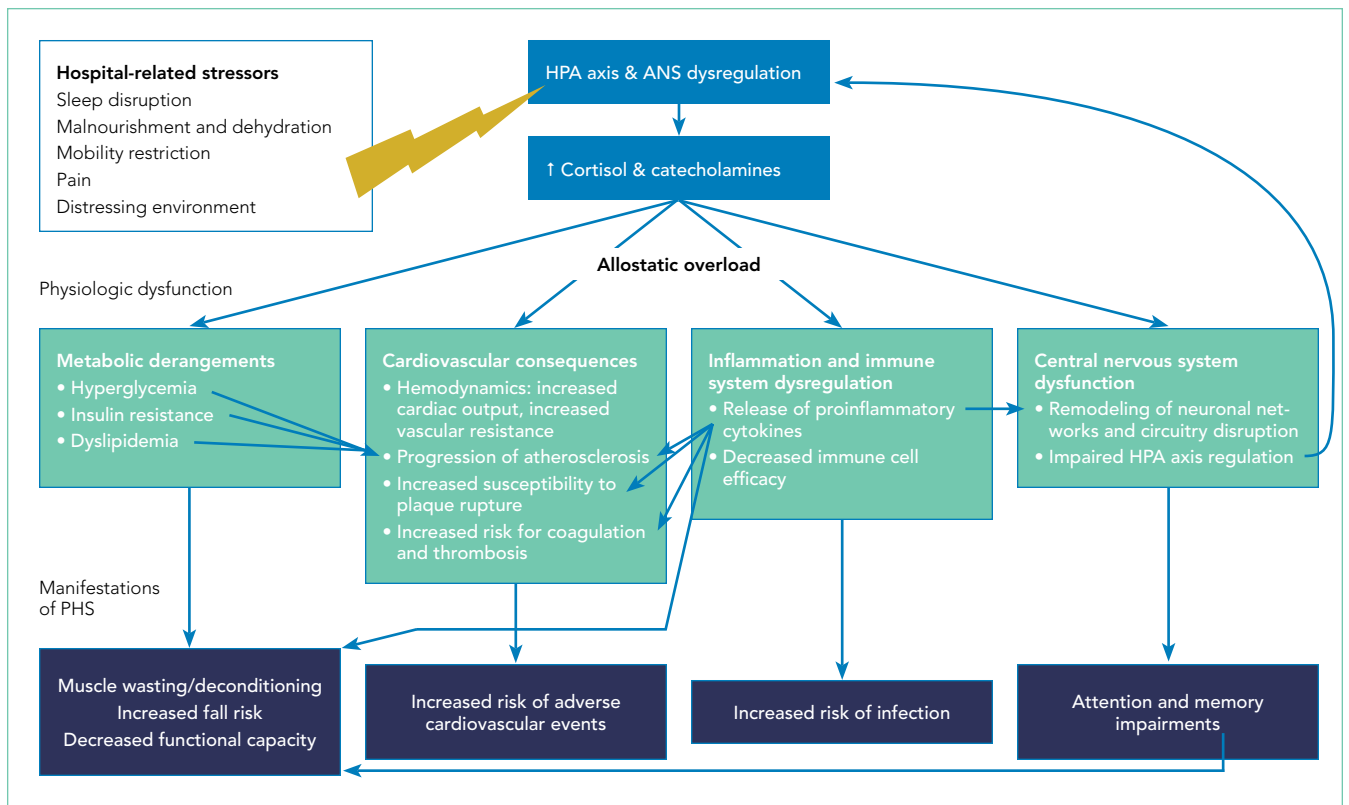 Hospital-related stressors
Sleep disruption
Malnourishment and dehydration
Mobility restriction
Pain
Distressing environment
HPA axis & ANS dysregulation
↑ Cortisol & catecholamines
Allostatic overload
Physiologic dysfunction
Metabolic derangements
• Hyperglycemia
• Insulin resistance
• Dyslipidemia
Cardiovascular consequences
• Hemodynamics: increased
cardiac output, increased
vascular resistance
• Progression of atherosclerosis
• Increased susceptibility to
plaque rupture
• Increased risk for coagulation
and thrombosis
Inflammation and immune
system dysregulation
• Release of proinflammatory
cytokines
• Decreased immune cell
efficacy
Central nervous system
dysfunction
• Remodeling of neuronal net-
works and circuitry disruption
• Impaired HPA axis regulation
Manifestations
of PHS
Muscle wasting/deconditioning
Increased fall risk
Decreased functional capacity
Increased risk of adverse
cardiovascular events
Increased risk of infection
Attention and memory
impairments